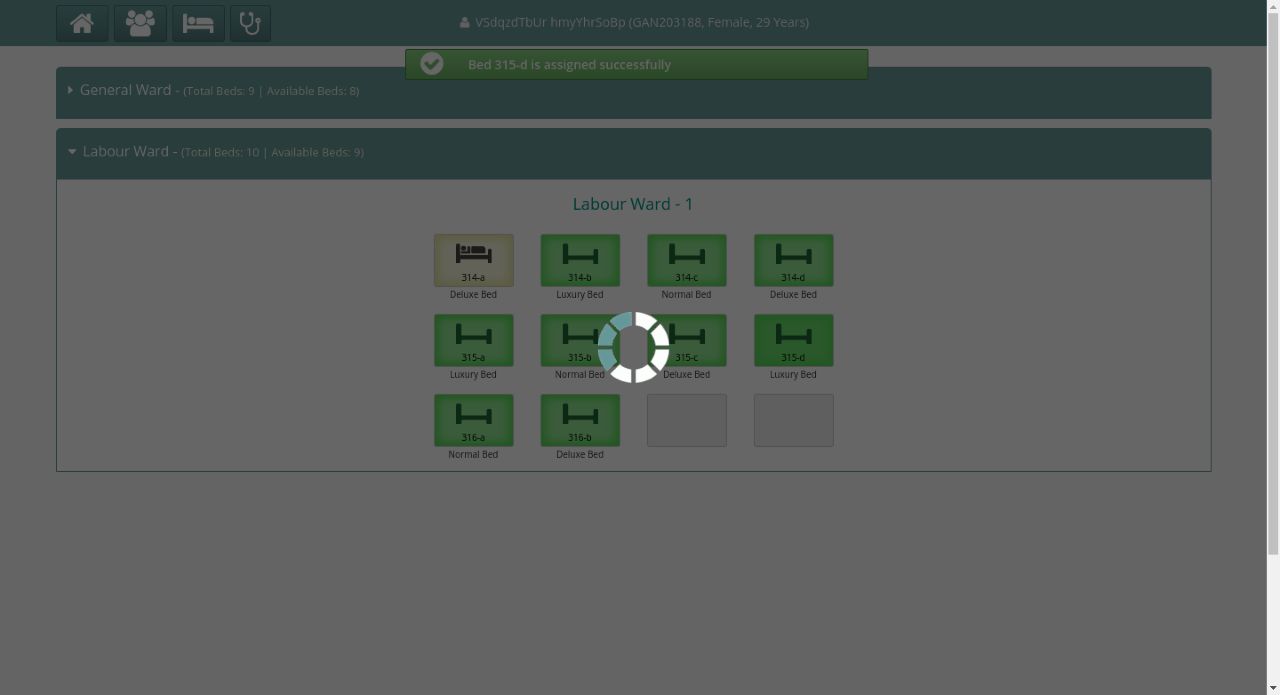 VSdqzdTbUr hmyYhrSoBp (GAN203188, Female, 29 Years)
Bed 315-d is assigned successfully
General Ward - (Total Beds: 9 | Available Beds: 8)
Labour Ward - (Total Beds: 10 | Available Beds: 9)
Labour Ward - 1
314-a 314-b 314-c 314-d
Deluxe Bed Luxury Bed Normal Bed Deluxe Bed
315-a 315-b 315-c 315-d
Luxury Bed Normal Bed Deluxe Bed Luxury Bed
316-a 316-b
Normal Bed Deluxe Bed